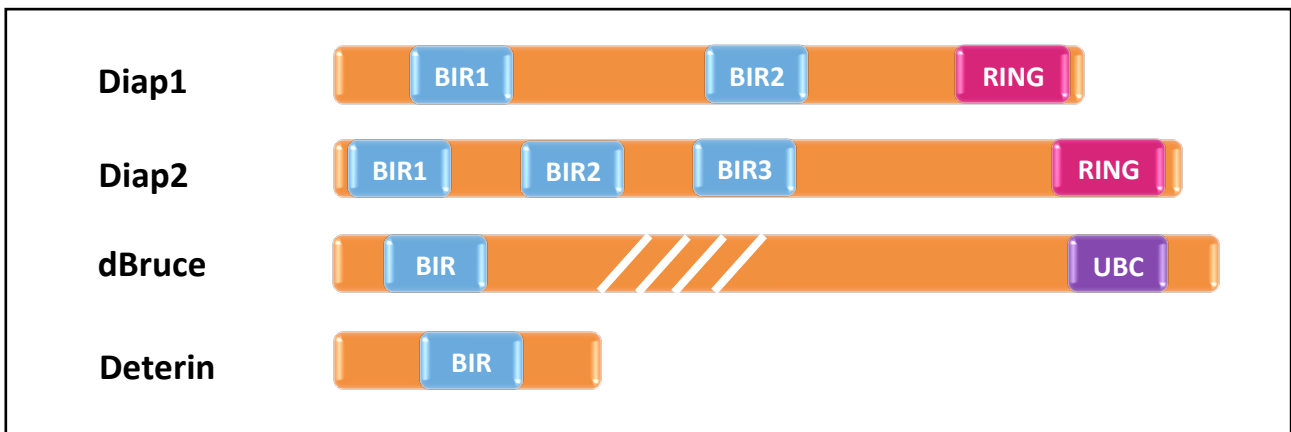 Diap1 BIR1 BIR2 RING
Diap2 BIR1 BIR2 BIR3 RING
dBruce BIR UBC
Deterin BIR